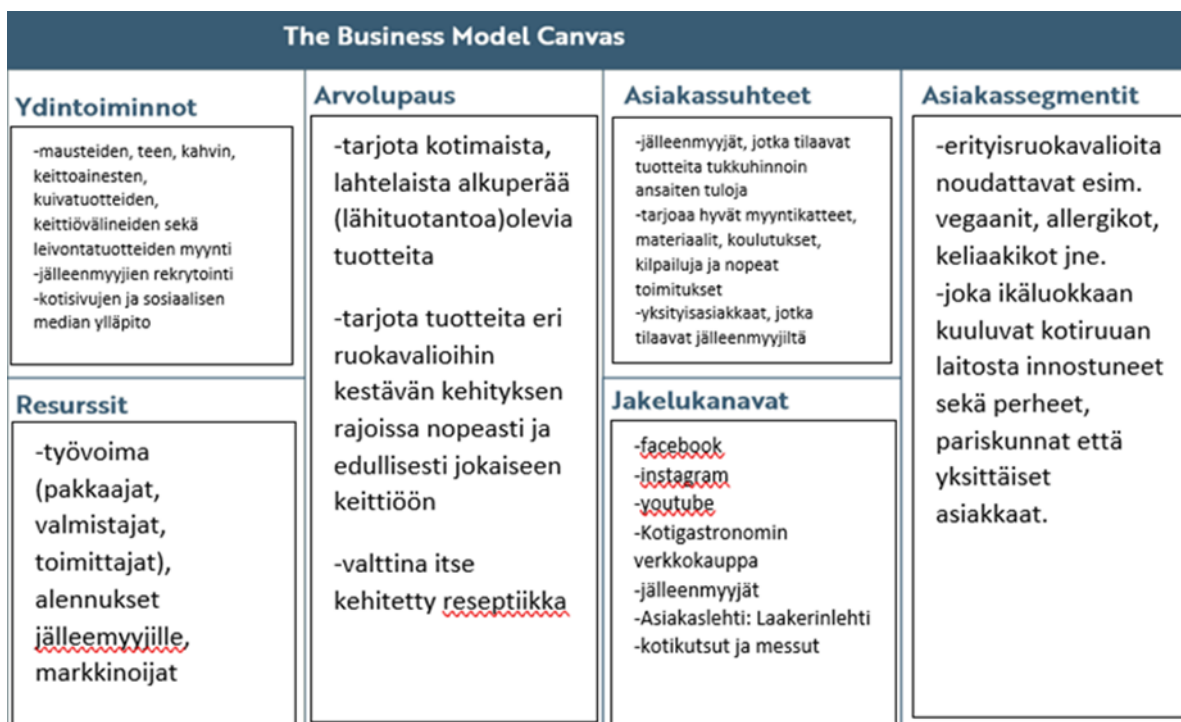 The Business Model Canvas
Ydintoiminnot
-mausteiden, teen, kahvin,
keittoainesten,
kuivatuotteiden,
keittiövälineiden sekä
leivontatuotteiden myynti
-jälleenmyyjien rekrytointi
-kotisivujen ja sosiaalisen
median ylläpito
Resurssit
-työvoima
(pakkaajat,
valmistajat,
toimittajat),
alennukset
jälleemyyjille,
markkinoijat
Arvolupaus
-tarjota kotimaista,
lahtelaista alkuperää
(lähituotantoa)olevia
tuotteita
-tarjota tuotteita eri
ruokavalioihin
kestävän kehityksen
rajoissa nopeasti ja
edullisesti jokaiseen
keittiöön
-valttina itse
kehitetty reseptiikka
Asiakassuhteet
-jälleenmyyjät, jotka tilaavat
tuotteita tukkuhinnoin
ansaiten tuloja
-tarjoaa hyvät myyntikatteet,
materiaalit, koulutukset,
kilpailuja ja nopeat
toimitukset
-yksityisasiakkaat, jotka
tilaavat jälleenmyyjiltä
Jakelukanavat
-facebook
-instagram
-youtube
-Kotigastronomin
verkkokauppa
-jälleenmyyjät
-Asiakaslehti: Laakerinlehti
-kotikutsut ja messut
Asiakassegmentit
-erityisruokavalioita
noudattavat esim.
vegaanit, allergikot,
keliaakikot jne.
-joka ikäluokkaan
kuuluvat kotiruuan
laitosta innostuneet
sekä perheet,
pariskunnat että
yksittäiset
asiakkaat.